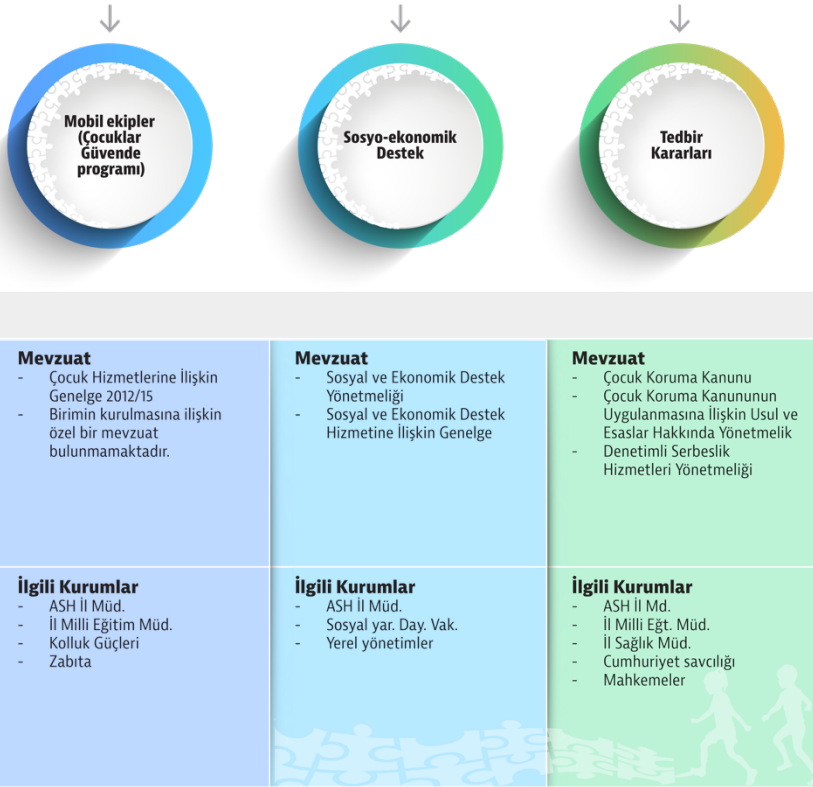 Mobil ekipler
(Çocuklar
Güvende
programı)
Sosyo-ekonomik
Destek
Tedbir
Kararları
Mevzuat
- Çocuk Hizmetlerine İlişkin
Genelge 2012/15
- Birimin kurulmasına ilişkin
özel bir mevzuat
bulunmamaktadır.
Mevzuat
- Sosyal ve Ekonomik Destek
Yönetmeliği
- Sosyal ve Ekonomik Destek
Hizmetine İlişkin Genelge
Mevzuat
- Çocuk Koruma Kanunu
- Çocuk Koruma Kanununun
Uygulanmasına İlişkin Usul ve
Esaslar Hakkında Yönetmelik
- Denetimli Serbeslik
Hizmetleri Yönetmeliği
İlgili Kurumlar
- ASH İl Müd.
- İl Milli Eğitim Müd.
- Kolluk Güçleri
- Zabıta
İlgili Kurumlar
- ASH İl Müd.
- Sosyal yar. Day. Vak.
- Yerel yönetimler
İlgili Kurumlar
- ASH İl Md.
- İl Milli Eğt. Müd.
- İl Sağlık Müd.
- Cumhuriyet savcılığı
- Mahkemeler